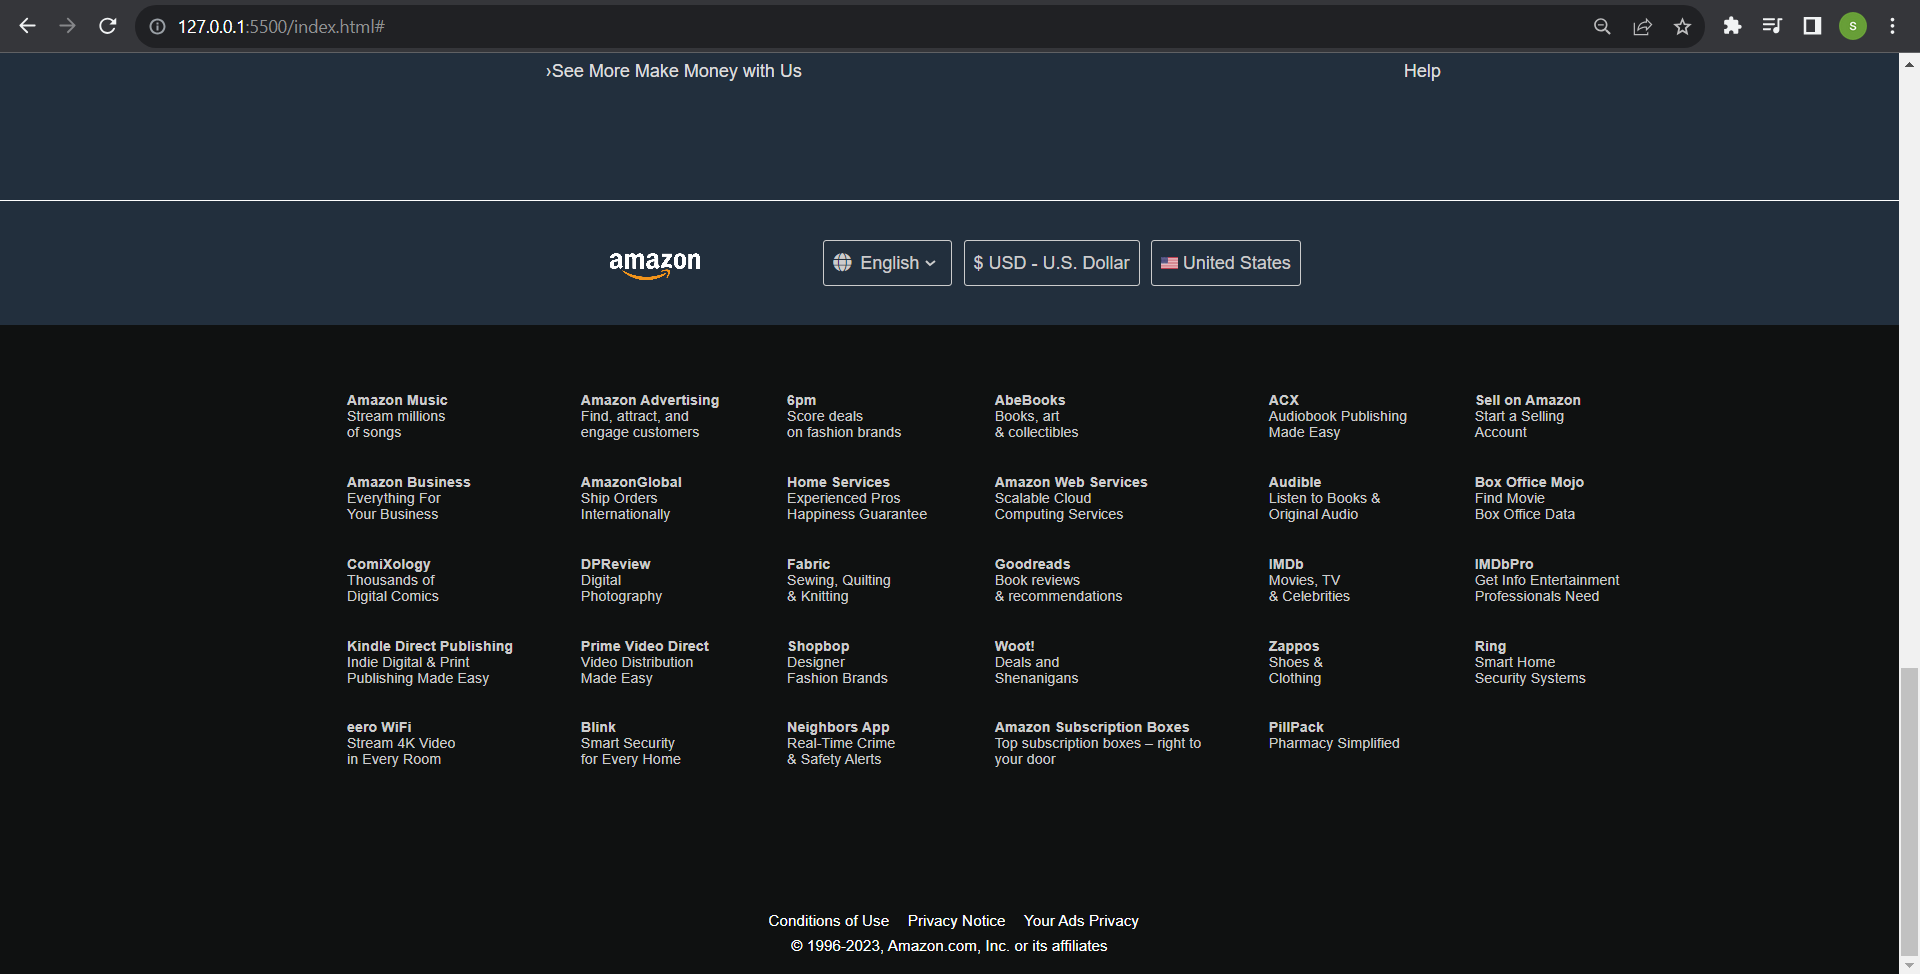 127.0.0.1:5500/index.html#
S
›See More Make Money with Us
Help
amazon
English
$ USD - U.S. Dollar
United States
Amazon Music
Stream millions
of songs
Amazon Advertising
Find, attract, and
engage customers
6pm
Score deals
on fashion brands
AbeBooks
Books, art
& collectibles
ACX
Audiobook Publishing
Made Easy
Sell on Amazon
Start a Selling
Account
Amazon Business
Everything For
Your Business
AmazonGlobal
Ship Orders
Internationally
Home Services
Experienced Pros
Happiness Guarantee
Amazon Web Services
Scalable Cloud
Computing Services
Audible
Listen to Books &
Original Audio
Box Office Mojo
Find Movie
Box Office Data
ComiXology
Thousands of
Digital Comics
DPReview
Digital
Photography
Fabric
Sewing, Quilting
& Knitting
Goodreads
Book reviews
& recommendations
IMDb
Movies, TV
& Celebrities
IMDbPro
Get Info Entertainment
Professionals Need
Kindle Direct Publishing
Indie Digital & Print
Publishing Made Easy
Prime Video Direct
Video Distribution
Made Easy
Shopbop
Designer
Fashion Brands
Woot!
Deals and
Shenanigans
Zappos
Shoes &
Clothing
Ring
Smart Home
Security Systems
eero WiFi
Stream 4K Video
in Every Room
Blink
Smart Security
for Every Home
Neighbors App
Real-Time Crime
& Safety Alerts
Amazon Subscription Boxes
Top subscription boxes – right to
your door
PillPack
Pharmacy Simplified
Conditions of Use Privacy Notice Your Ads Privacy
© 1996-2023, Amazon.com, Inc. or its affiliates